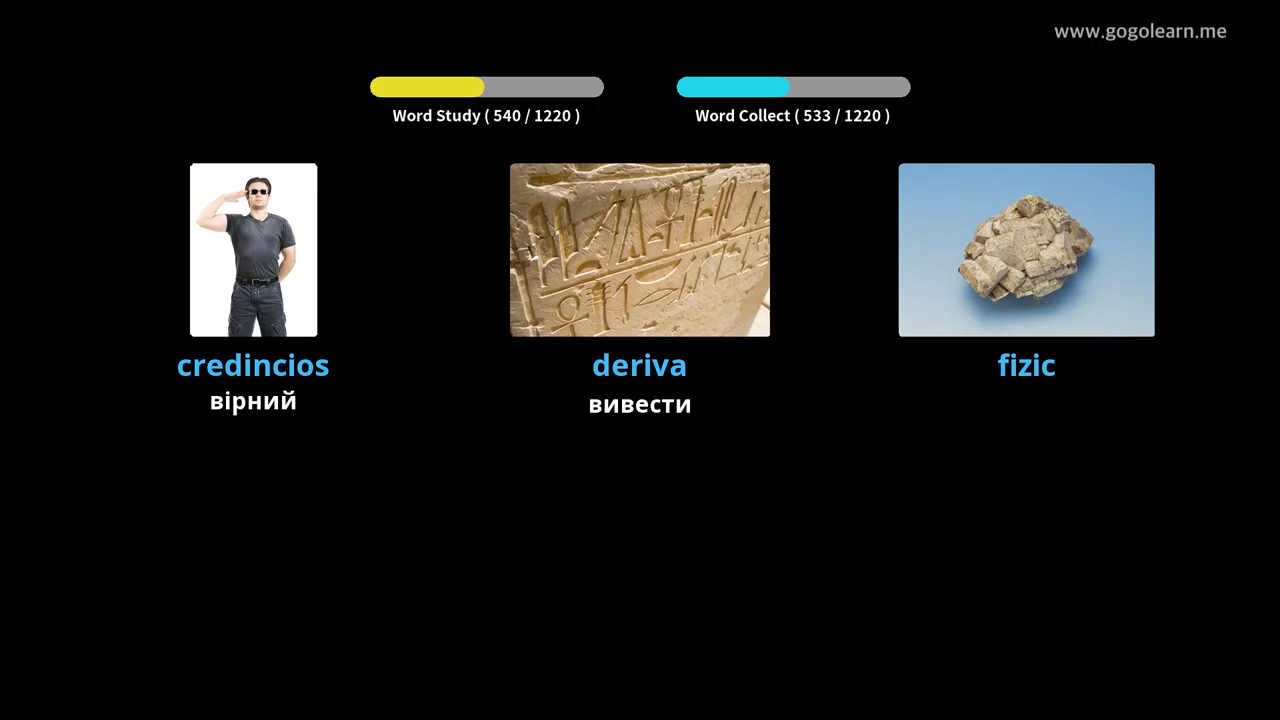 www.gogolearn.me
Word Study ( 540 / 1220 )
Word Collect ( 533 / 1220 )
credincios
вірний
deriva
вивести
fizic